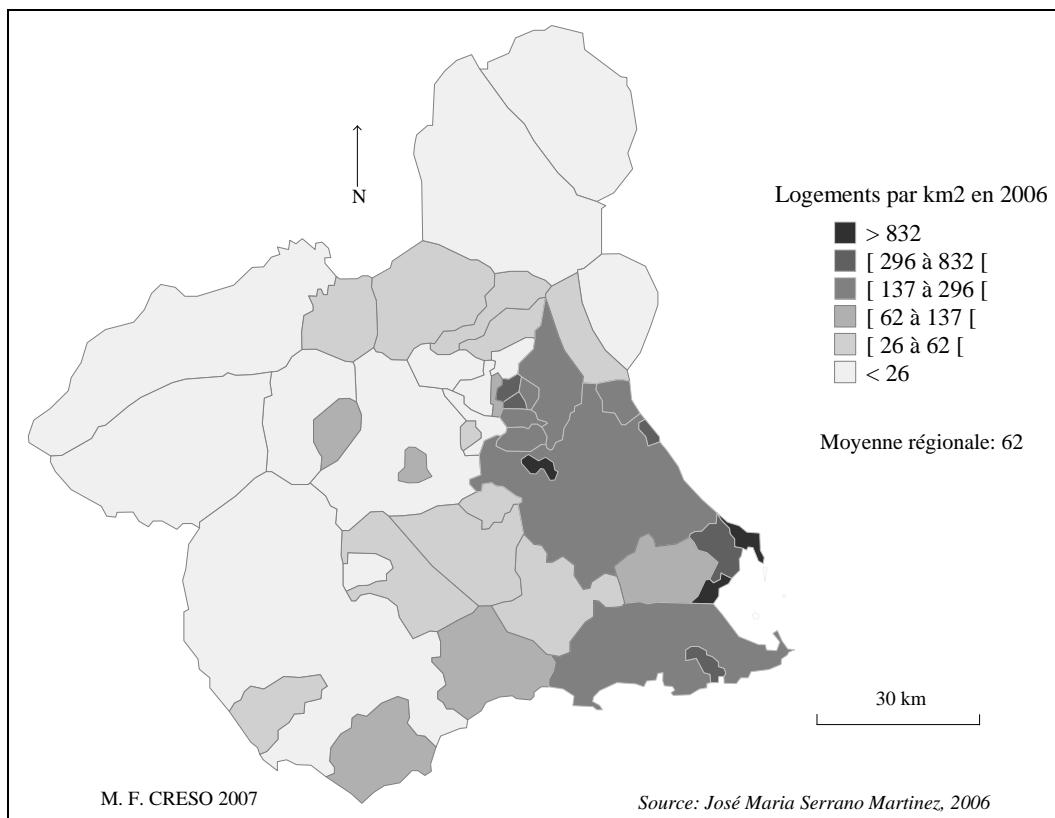 N
Logements par km2 en 2006
> 832
[ 296 à 832 [
[ 137 à 296 [
[ 62 à 137 [
[ 26 à 62 [
< 26
Moyenne régionale: 62
30 km
M. F. CRESO 2007
Source: José Maria Serrano Martinez, 2006